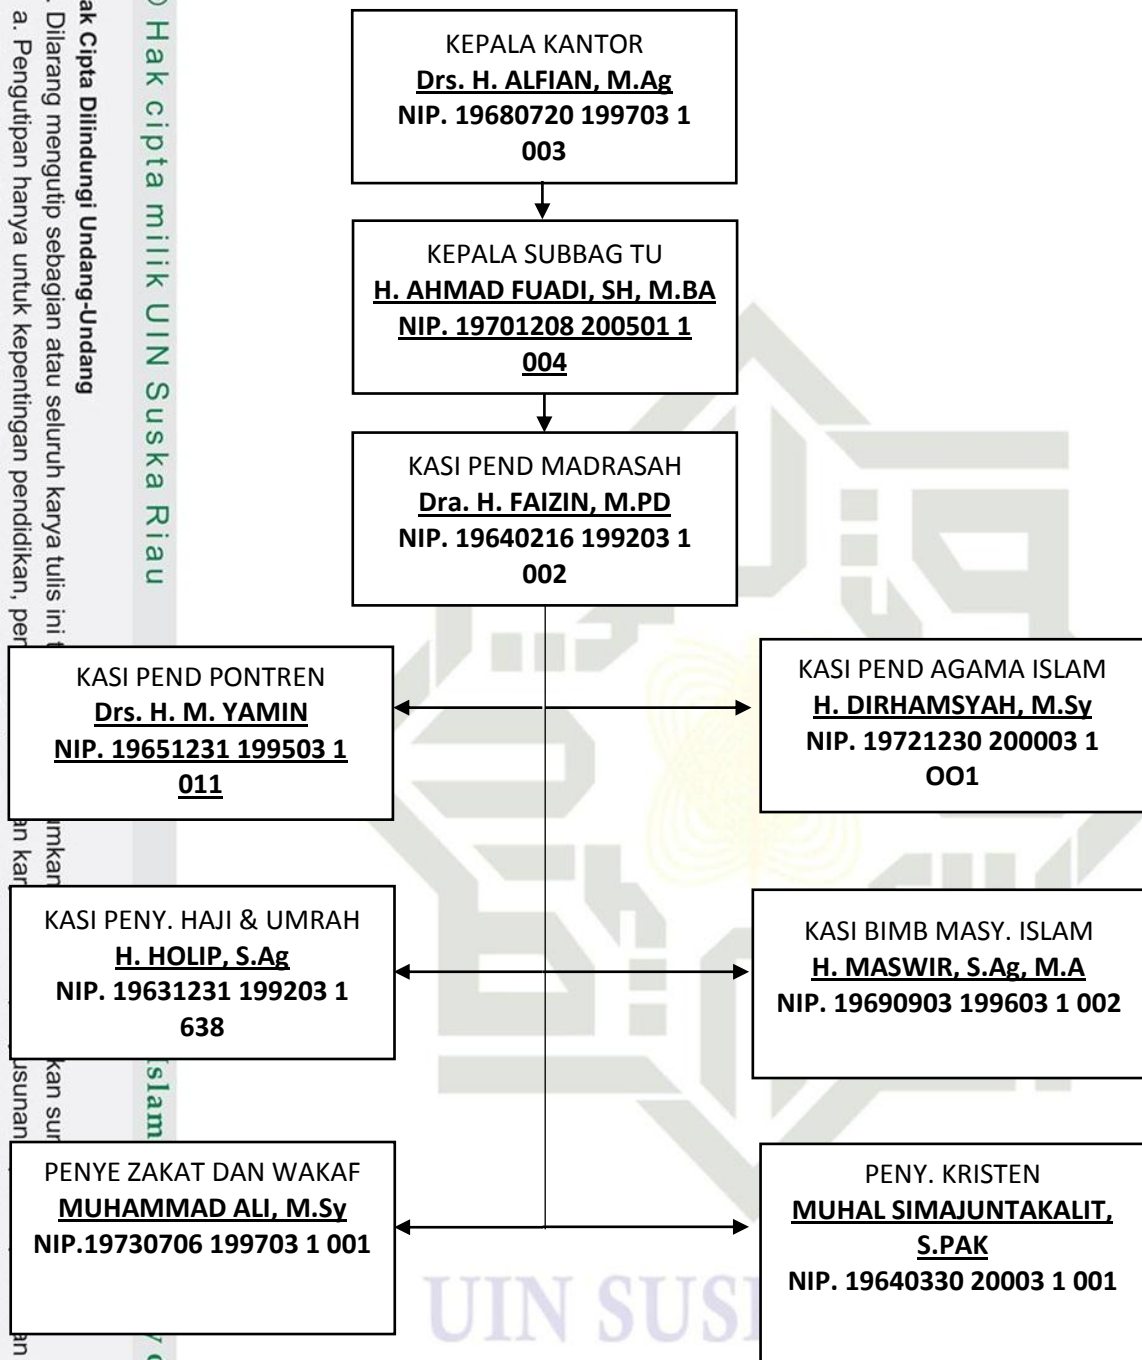 © Hak cipta milik UIN Suska Riau
ak Cipta Dilindungi Undang-Undang
. Dilarang mengutip sebagian atau seluruh karya tulis ini
a. Pengutipan hanya untuk kepentingan pendidikan,
KEPALA KANTOR
Drs. H. ALFIAN, M.Ag
NIP. 19680720 199703 1
003
KEPALA SUBBAG TU
H. AHMAD FUADI, SH, M.BA
NIP. 19701208 200501 1
004
KASI PEND MADRASAH
Dra. H. FAIZIN, M.PD
NIP. 19640216 199203 1
002
KASI PEND PONTREN
Drs. H. M. YAMIN
NIP. 19651231 199503 1
011
KASI PEND AGAMA ISLAM
H. DIRHAMSYAH, M.Sy
NIP. 19721230 200003 1
OO1
KASI PENY. HAJI & UMRAH
H. HOLIP, S.Ag
NIP. 19631231 199203 1
638
KASI BIMB MASY. ISLAM
H. MASWIR, S.Ag, M.A
NIP. 19690903 199603 1 002
PENYE ZAKAT DAN WAKAF
MUHAMMAD ALI, M.Sy
NIP.19730706 199703 1 001
PENY. KRISTEN
MUHAL SIMAJUNTAKALIT,
S.PAK
NIP. 19640330 20003 1 001
Islam
UIN SUS